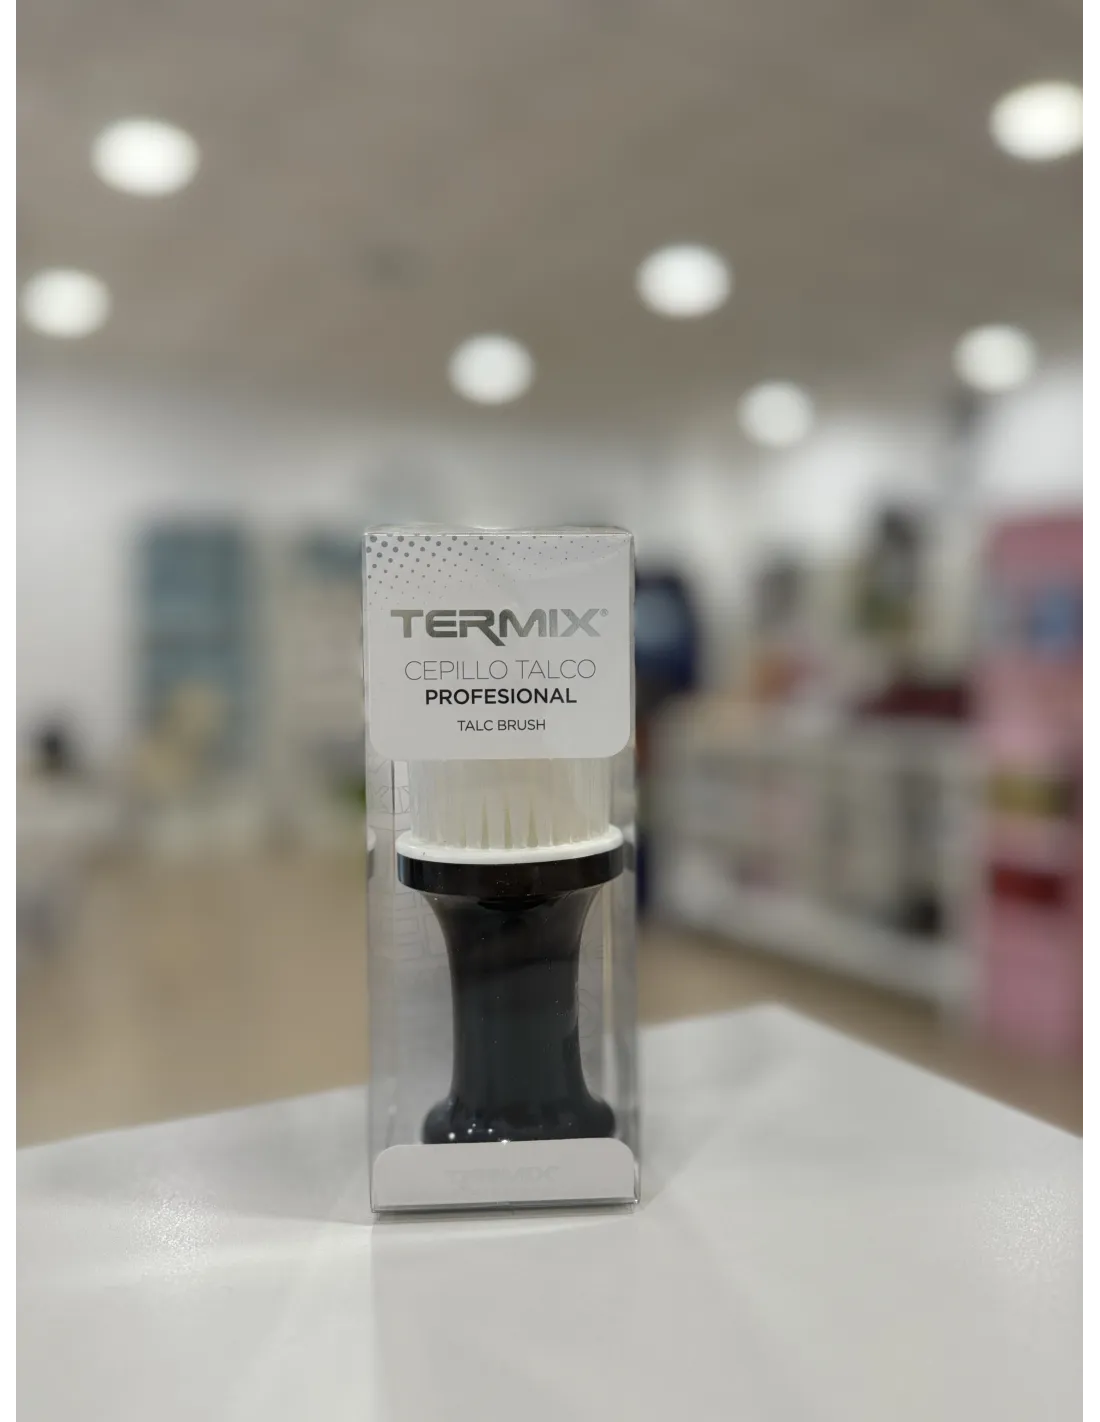 TERMIX®
CEPILLO TALCO
PROFESIONAL
TALC BRUSH
TERMIX